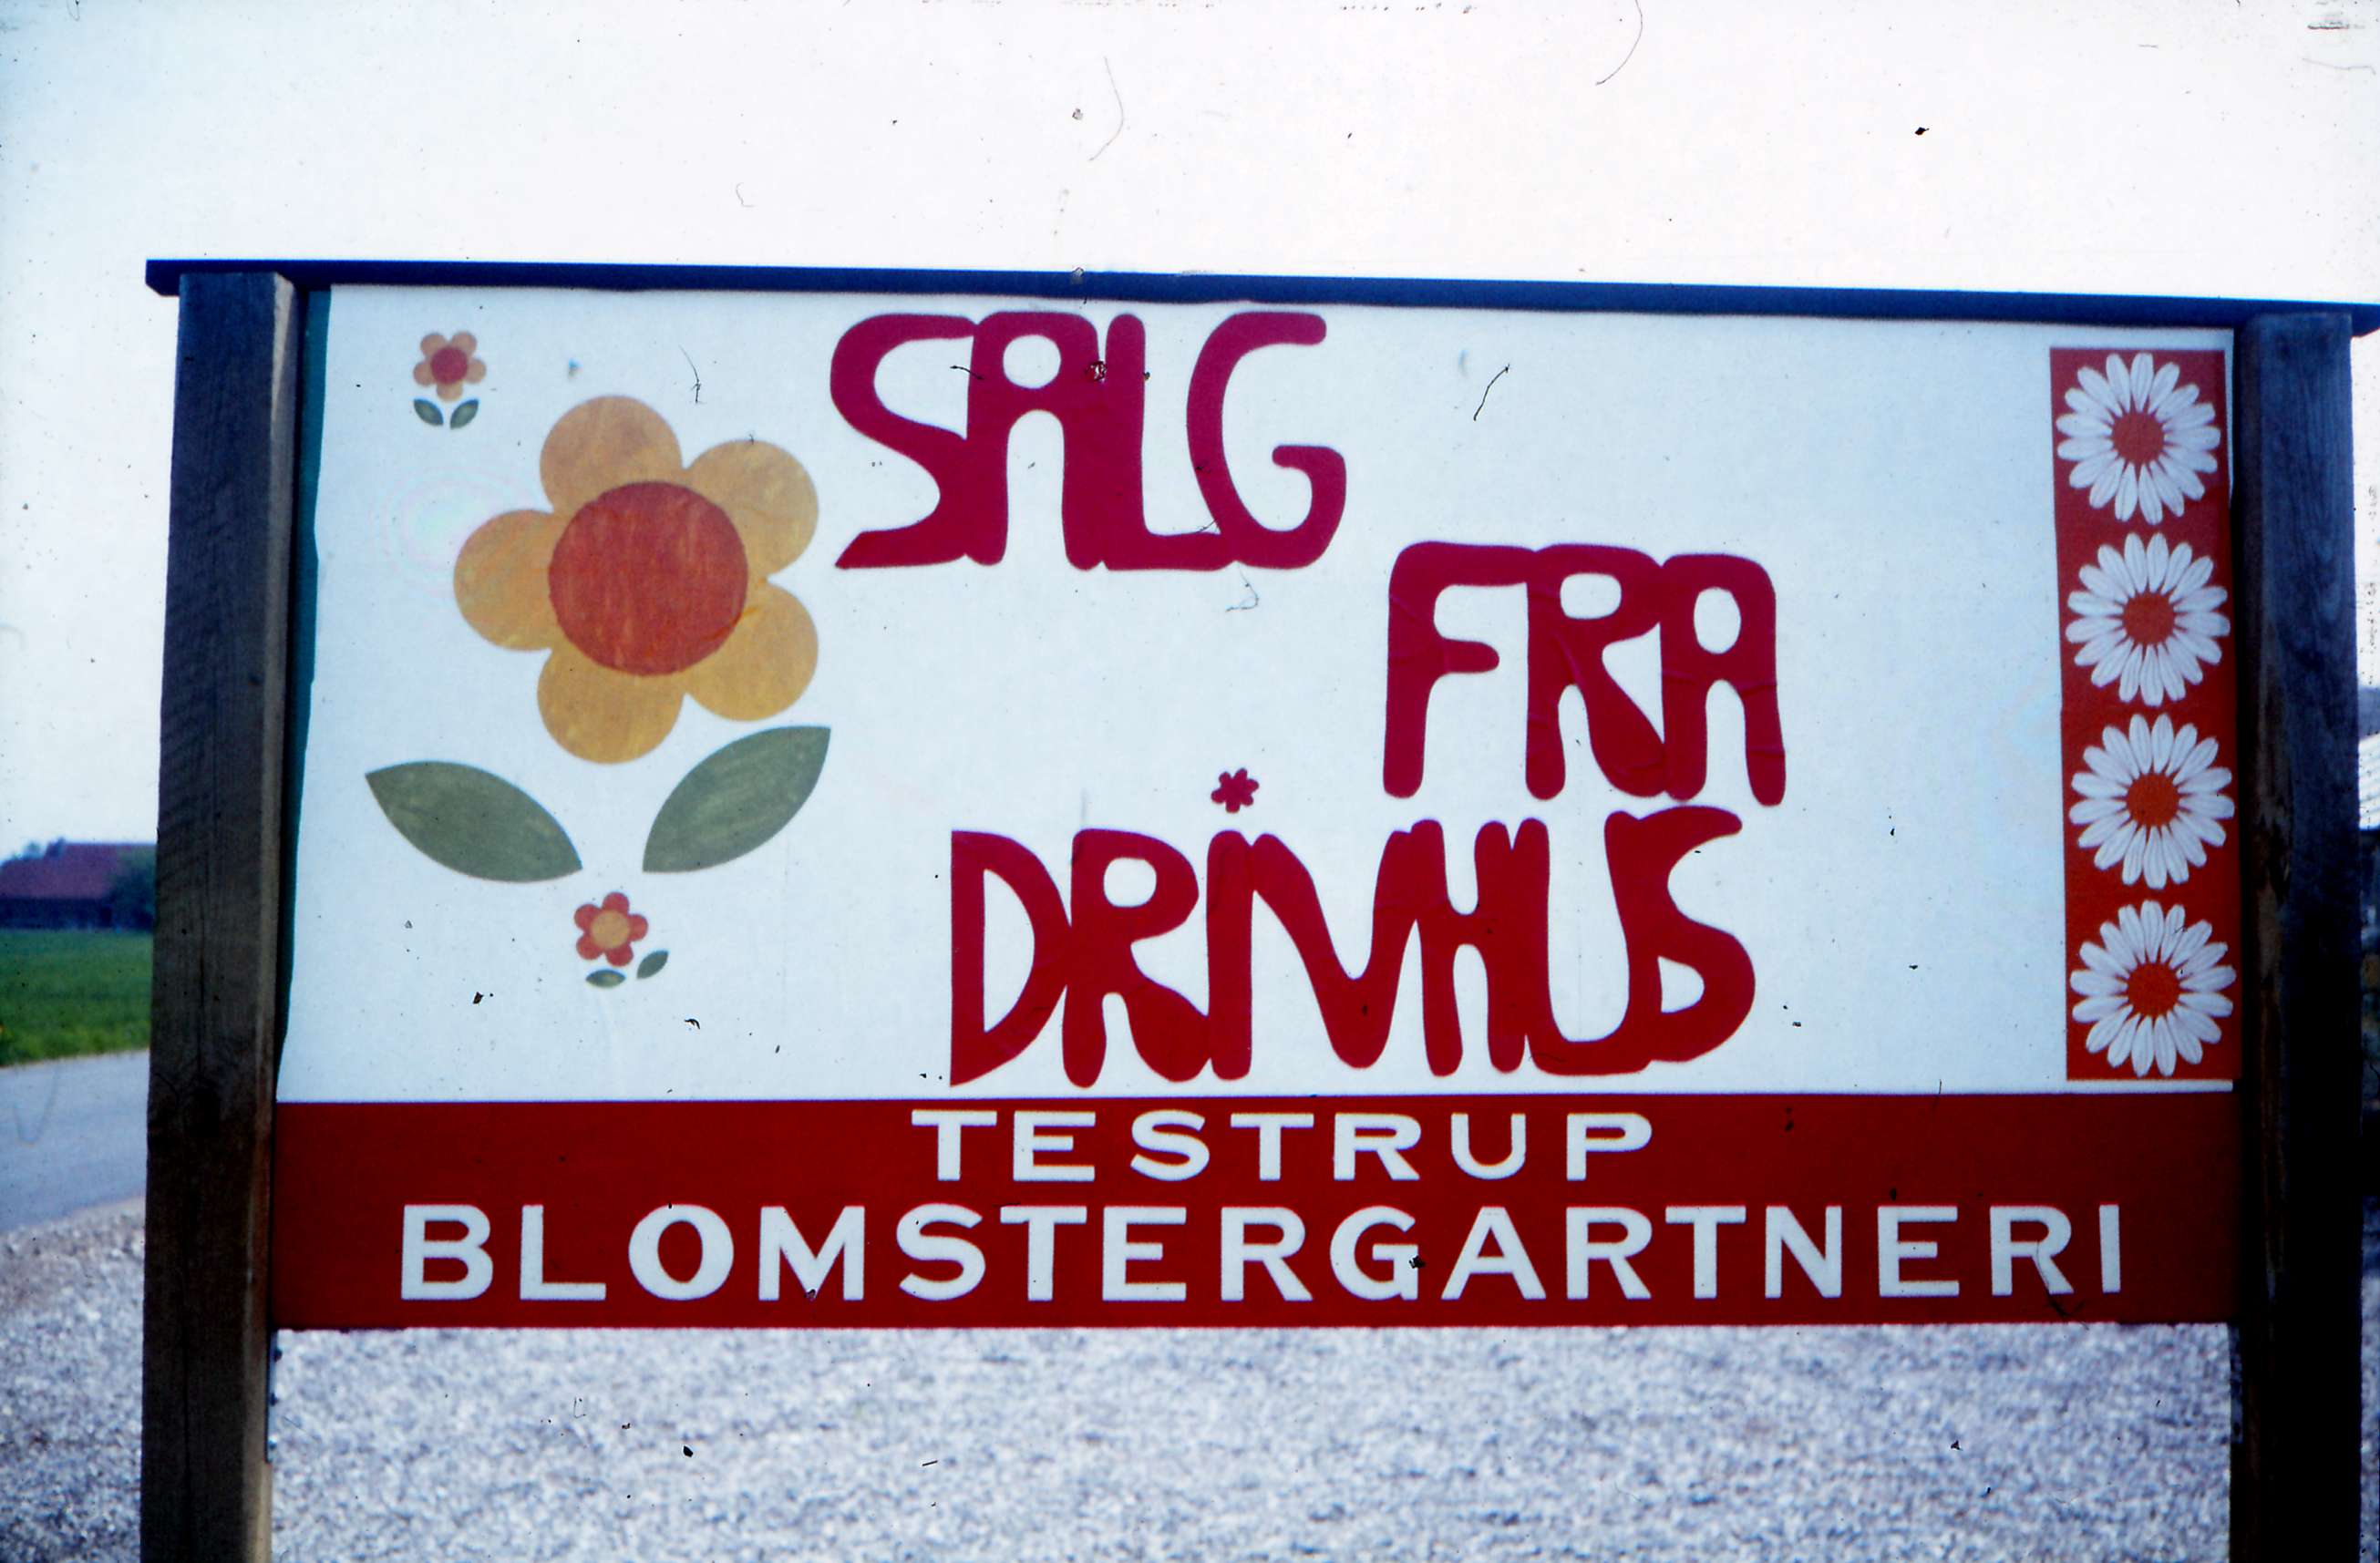 SALG
FRA
DRIVHUS
TESTRUP
BLOMSTERGARTNERI